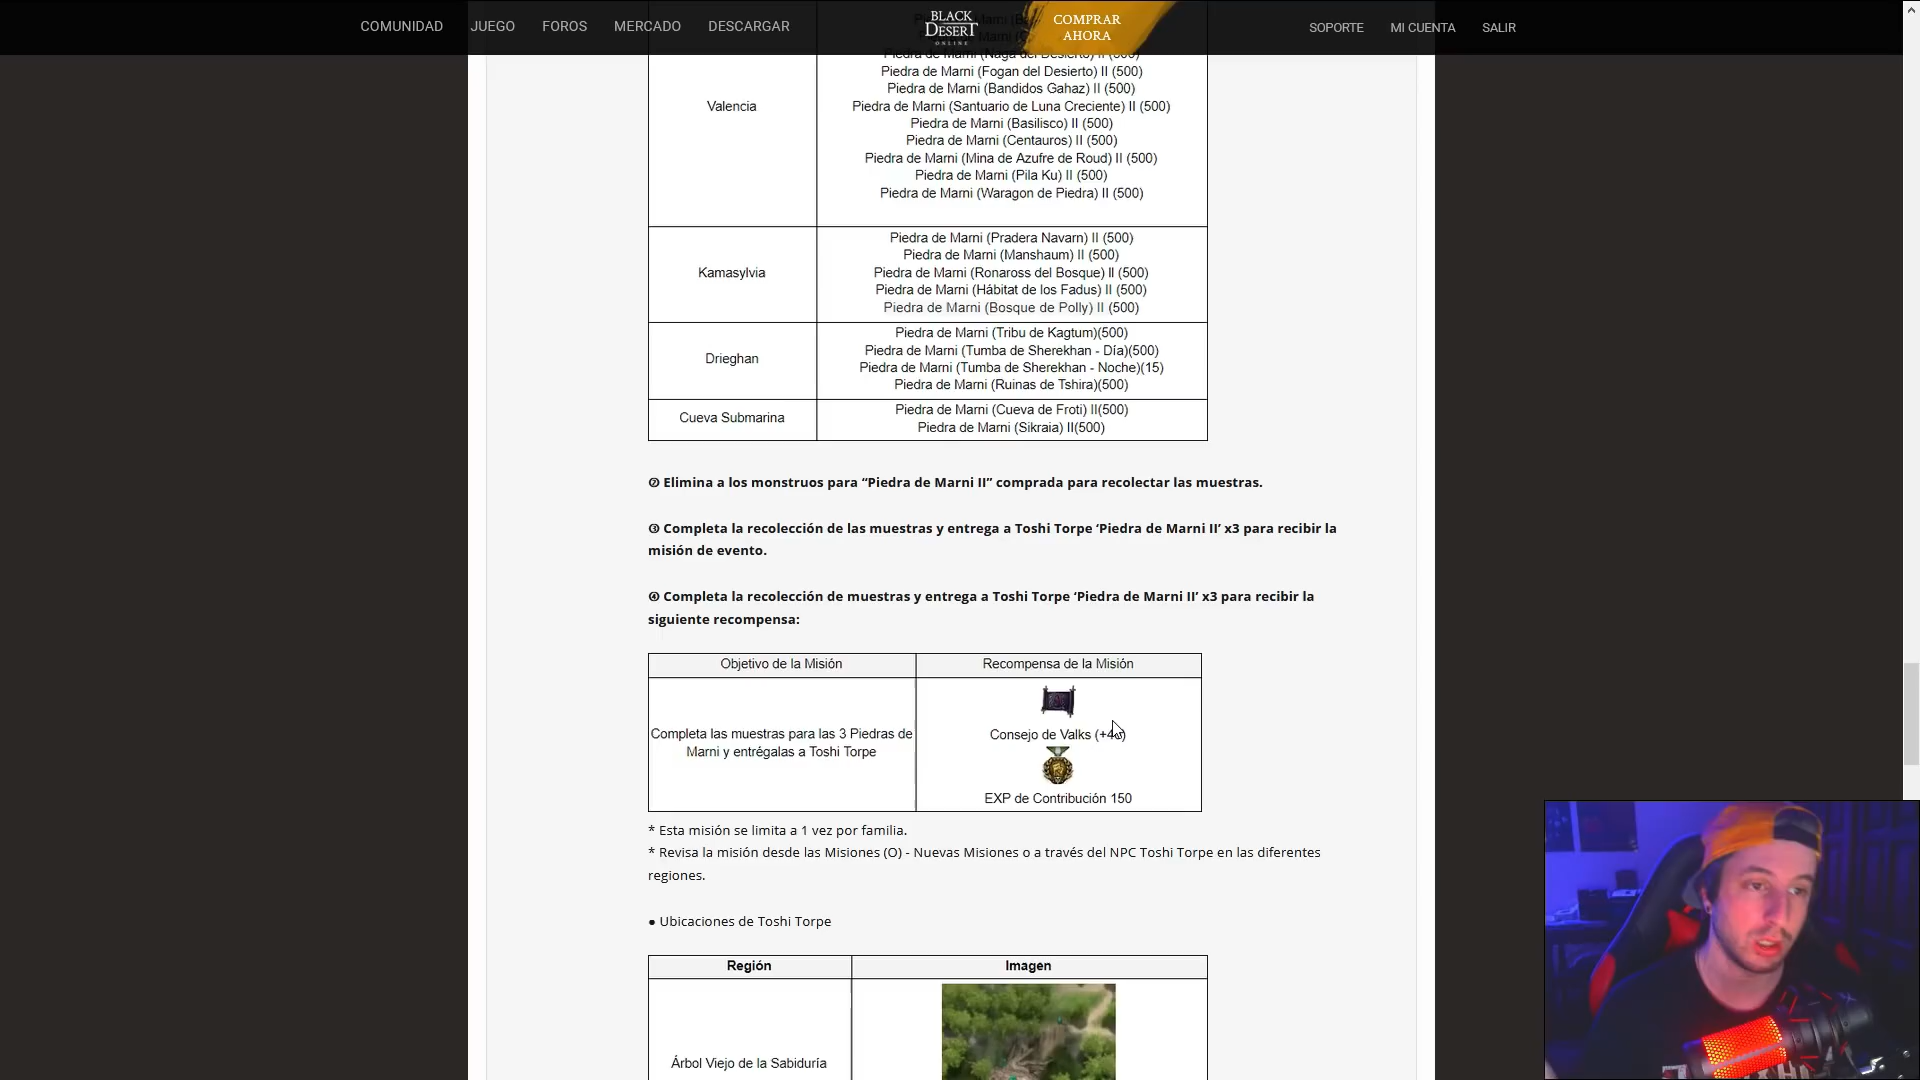 COMUNIDAD JUEGO FOROS MERCADO DESCARGAR BLACK DESERT ONLINE COMPRAR AHORA SOPORTE MI CUENTA SALIR
Piedra de Marni (Naga del Desierto) II (500)
Piedra de Marni (Fogan del Desierto) II (500)
Piedra de Marni (Bandidos Gahaz) II (500)
Valencia Piedra de Marni (Santuario de Luna Creciente) II (500)
Piedra de Marni (Basilisco) II (500)
Piedra de Marni (Centauros) II (500)
Piedra de Marni (Mina de Azufre de Roud) II (500)
Piedra de Marni (Pila Ku) II (500)
Piedra de Marni (Waragon de Piedra) II (500)
Piedra de Marni (Pradera Navarn) II (500)
Piedra de Marni (Manshaum) II (500)
Kamasylvia Piedra de Marni (Ronaross del Bosque) II (500)
Piedra de Marni (Hábitat de los Fadus) II (500)
Piedra de Marni (Bosque de Polly) II (500)
Piedra de Marni (Tribu de Kagtum)(500)
Piedra de Marni (Tumba de Sherekhan - Día)(500)
Drieghan Piedra de Marni (Tumba de Sherekhan - Noche)(15)
Piedra de Marni (Ruinas de Tshira)(500)
Piedra de Marni (Cueva de Froti) II(500)
Cueva Submarina Piedra de Marni (Sikraia) II(500)
② Elimina a los monstruos para “Piedra de Marni II” comprada para recolectar las muestras.
③ Completa la recolección de las muestras y entrega a Toshi Torpe ‘Piedra de Marni II’ x3 para recibir la
misión de evento.
④ Completa la recolección de muestras y entrega a Toshi Torpe ‘Piedra de Marni II’ x3 para recibir la
siguiente recompensa:
Objetivo de la Misión Recompensa de la Misión
Completa las muestras para las 3 Piedras de
Marni y entrégalas a Toshi Torpe
Consejo de Valks
EXP de Contribución 150
* Esta misión se limita a 1 vez por familia.
* Revisa la misión desde las Misiones (O) - Nuevas Misiones o a través del NPC Toshi Torpe en las diferentes
regiones.
● Ubicaciones de Toshi Torpe
Región Imagen
Árbol Viejo de la Sabiduría